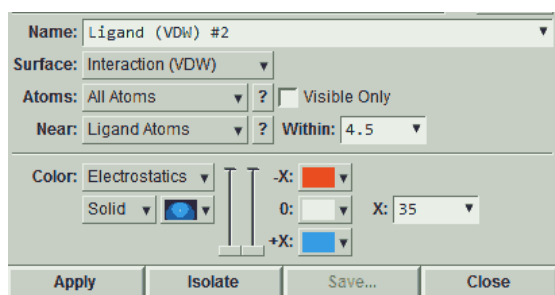 Name: Ligand (VDW) #2
Surface: Interaction (VDW)
Atoms: All Atoms ? Visible Only
Near: Ligand Atoms ? Within: 4.5
Color: Electrostatics -X:
Solid 0: X: 35
+X:
Apply Isolate Save... Close